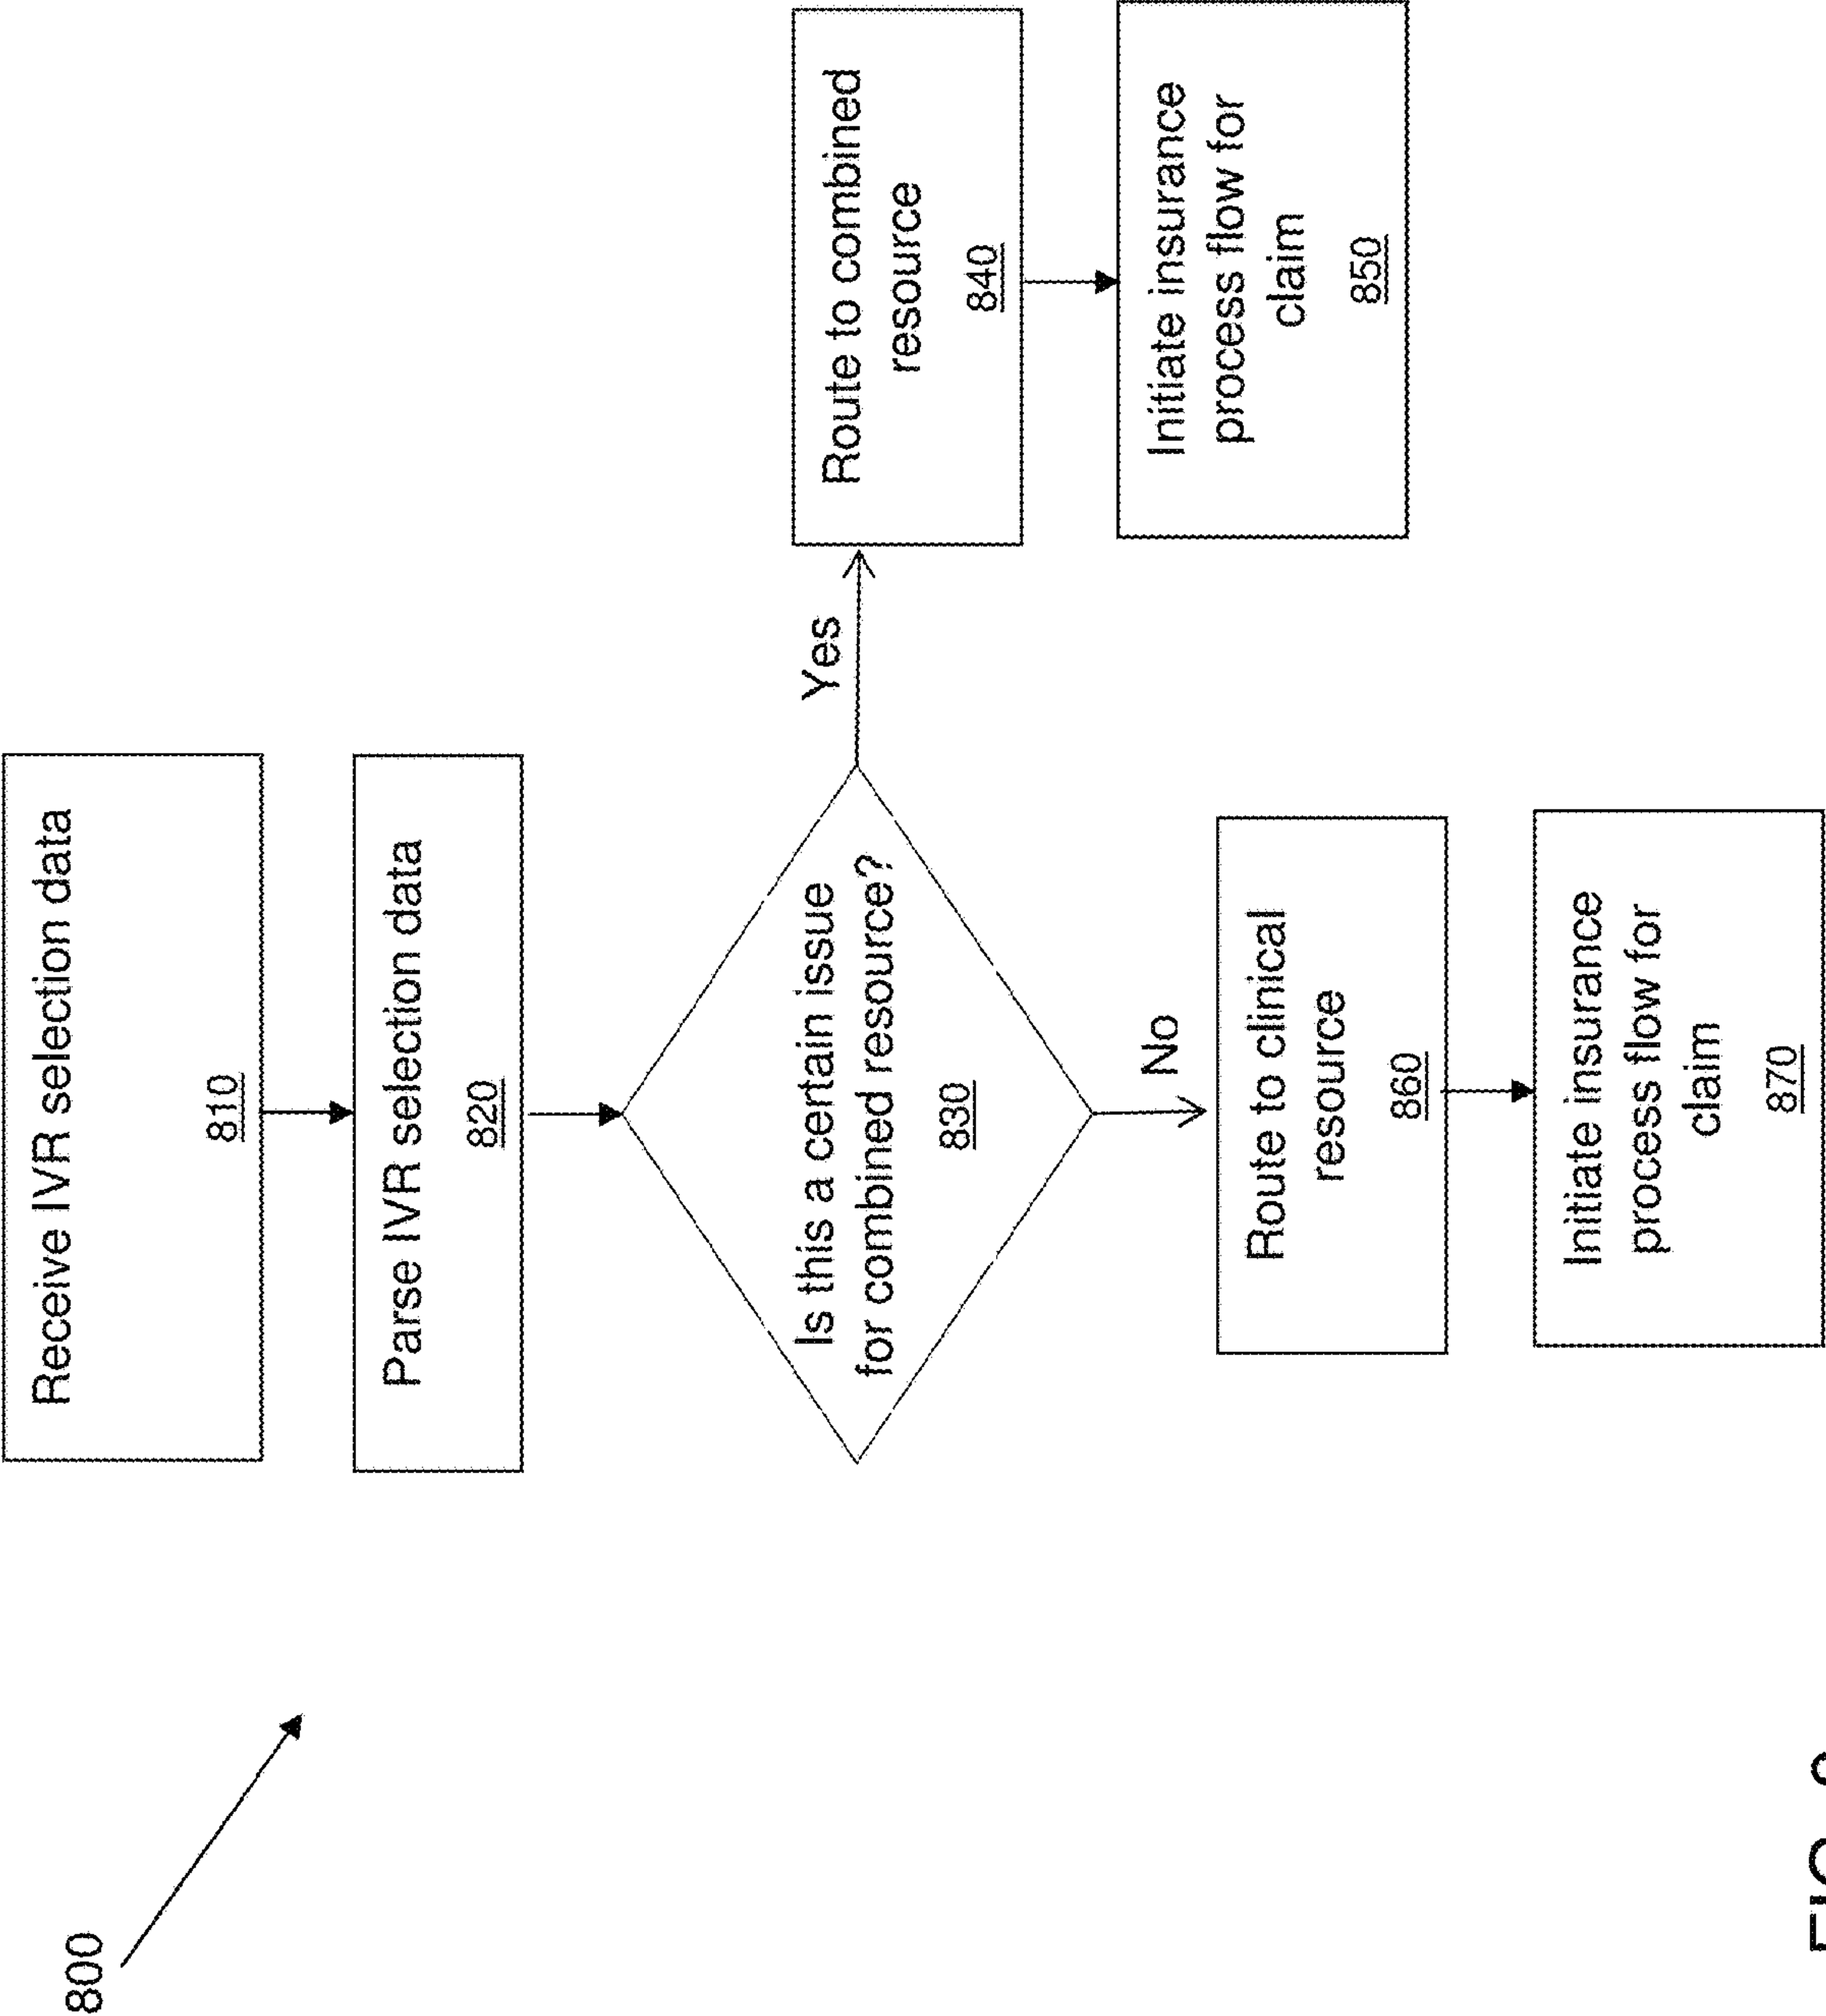 800
Receive IVR selection data
810
Parse IVR selection data
820
Is this a certain issue
for combined resource?
830
Yes
Route to combined
resource
840
Initiate insurance
process flow for
claim
850
No
Route to clinical
resource
860
Initiate insurance
process flow for
claim
870